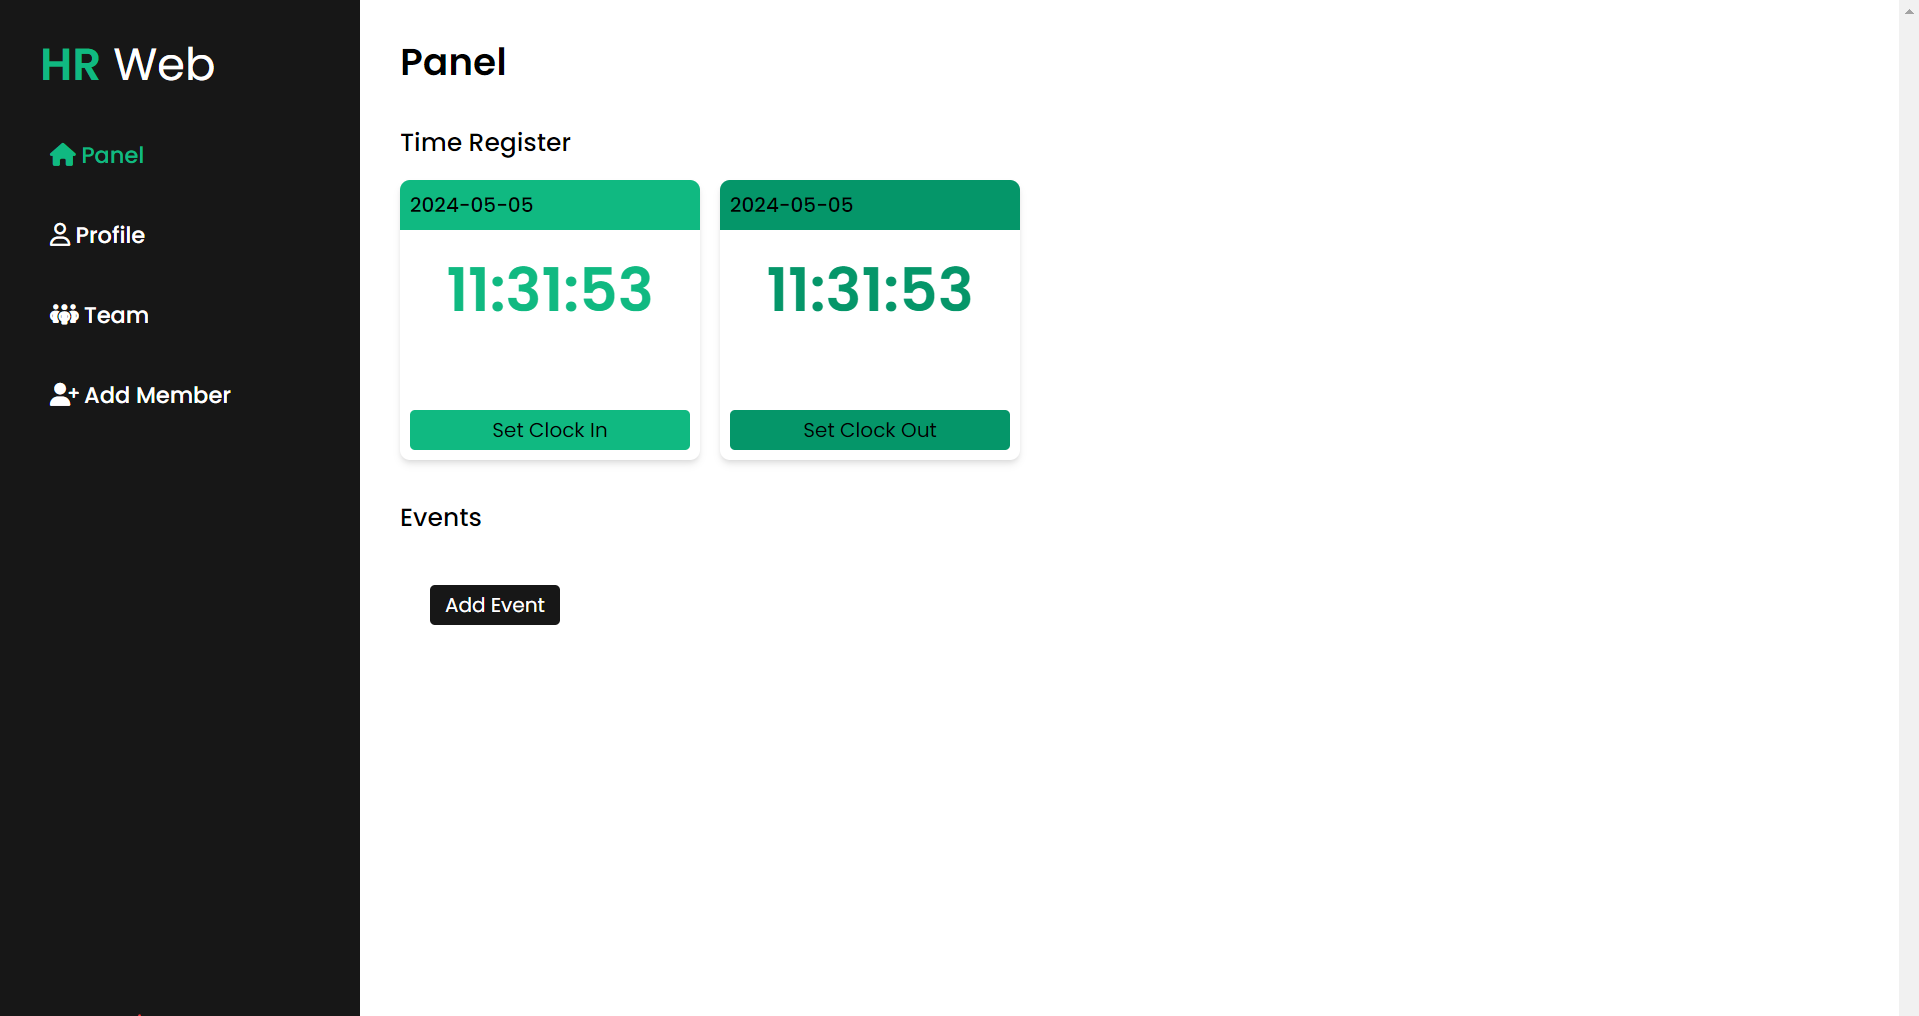 HR Web
Panel
Profile
Team
Add Member
Panel
Time Register
2024-05-05
11:31:53
Set Clock In
2024-05-05
11:31:53
Set Clock Out
Events
Add Event